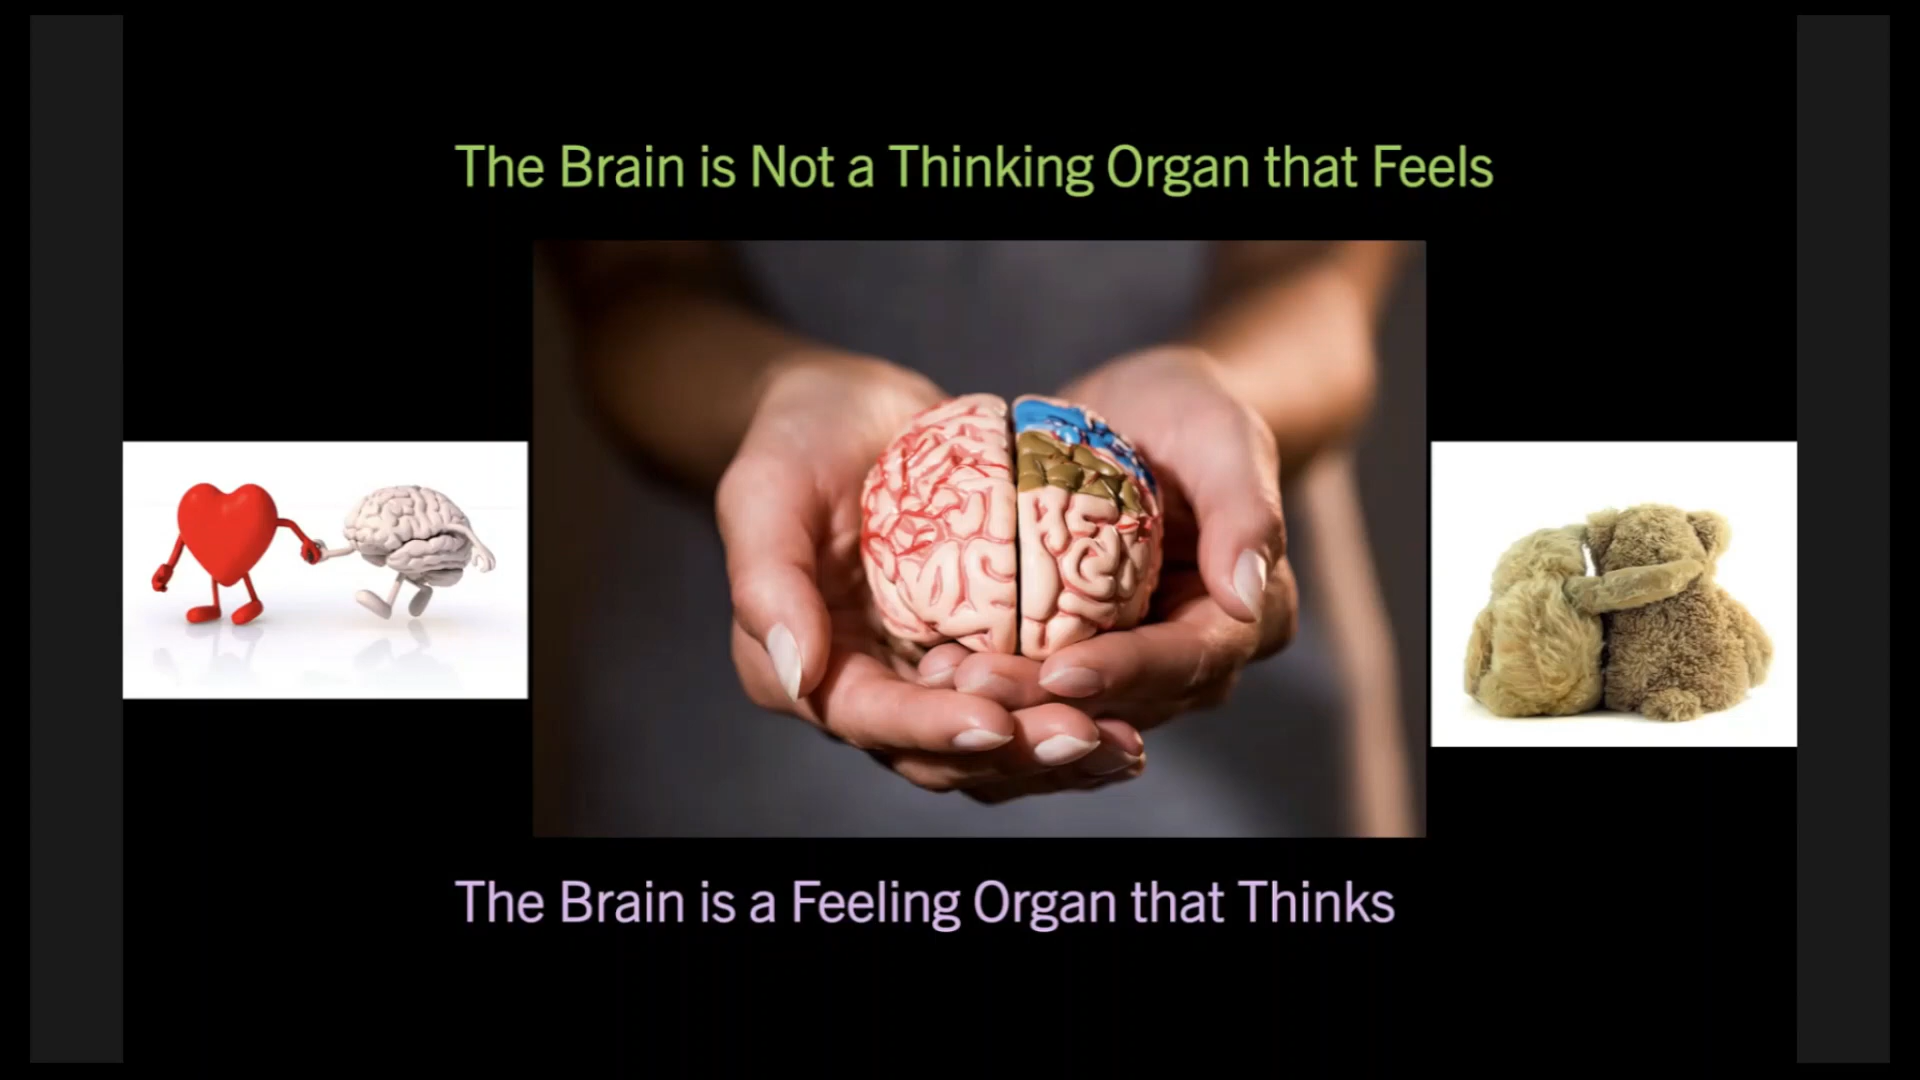 The Brain is Not a Thinking Organ that Feels
The Brain is a Feeling Organ that Thinks